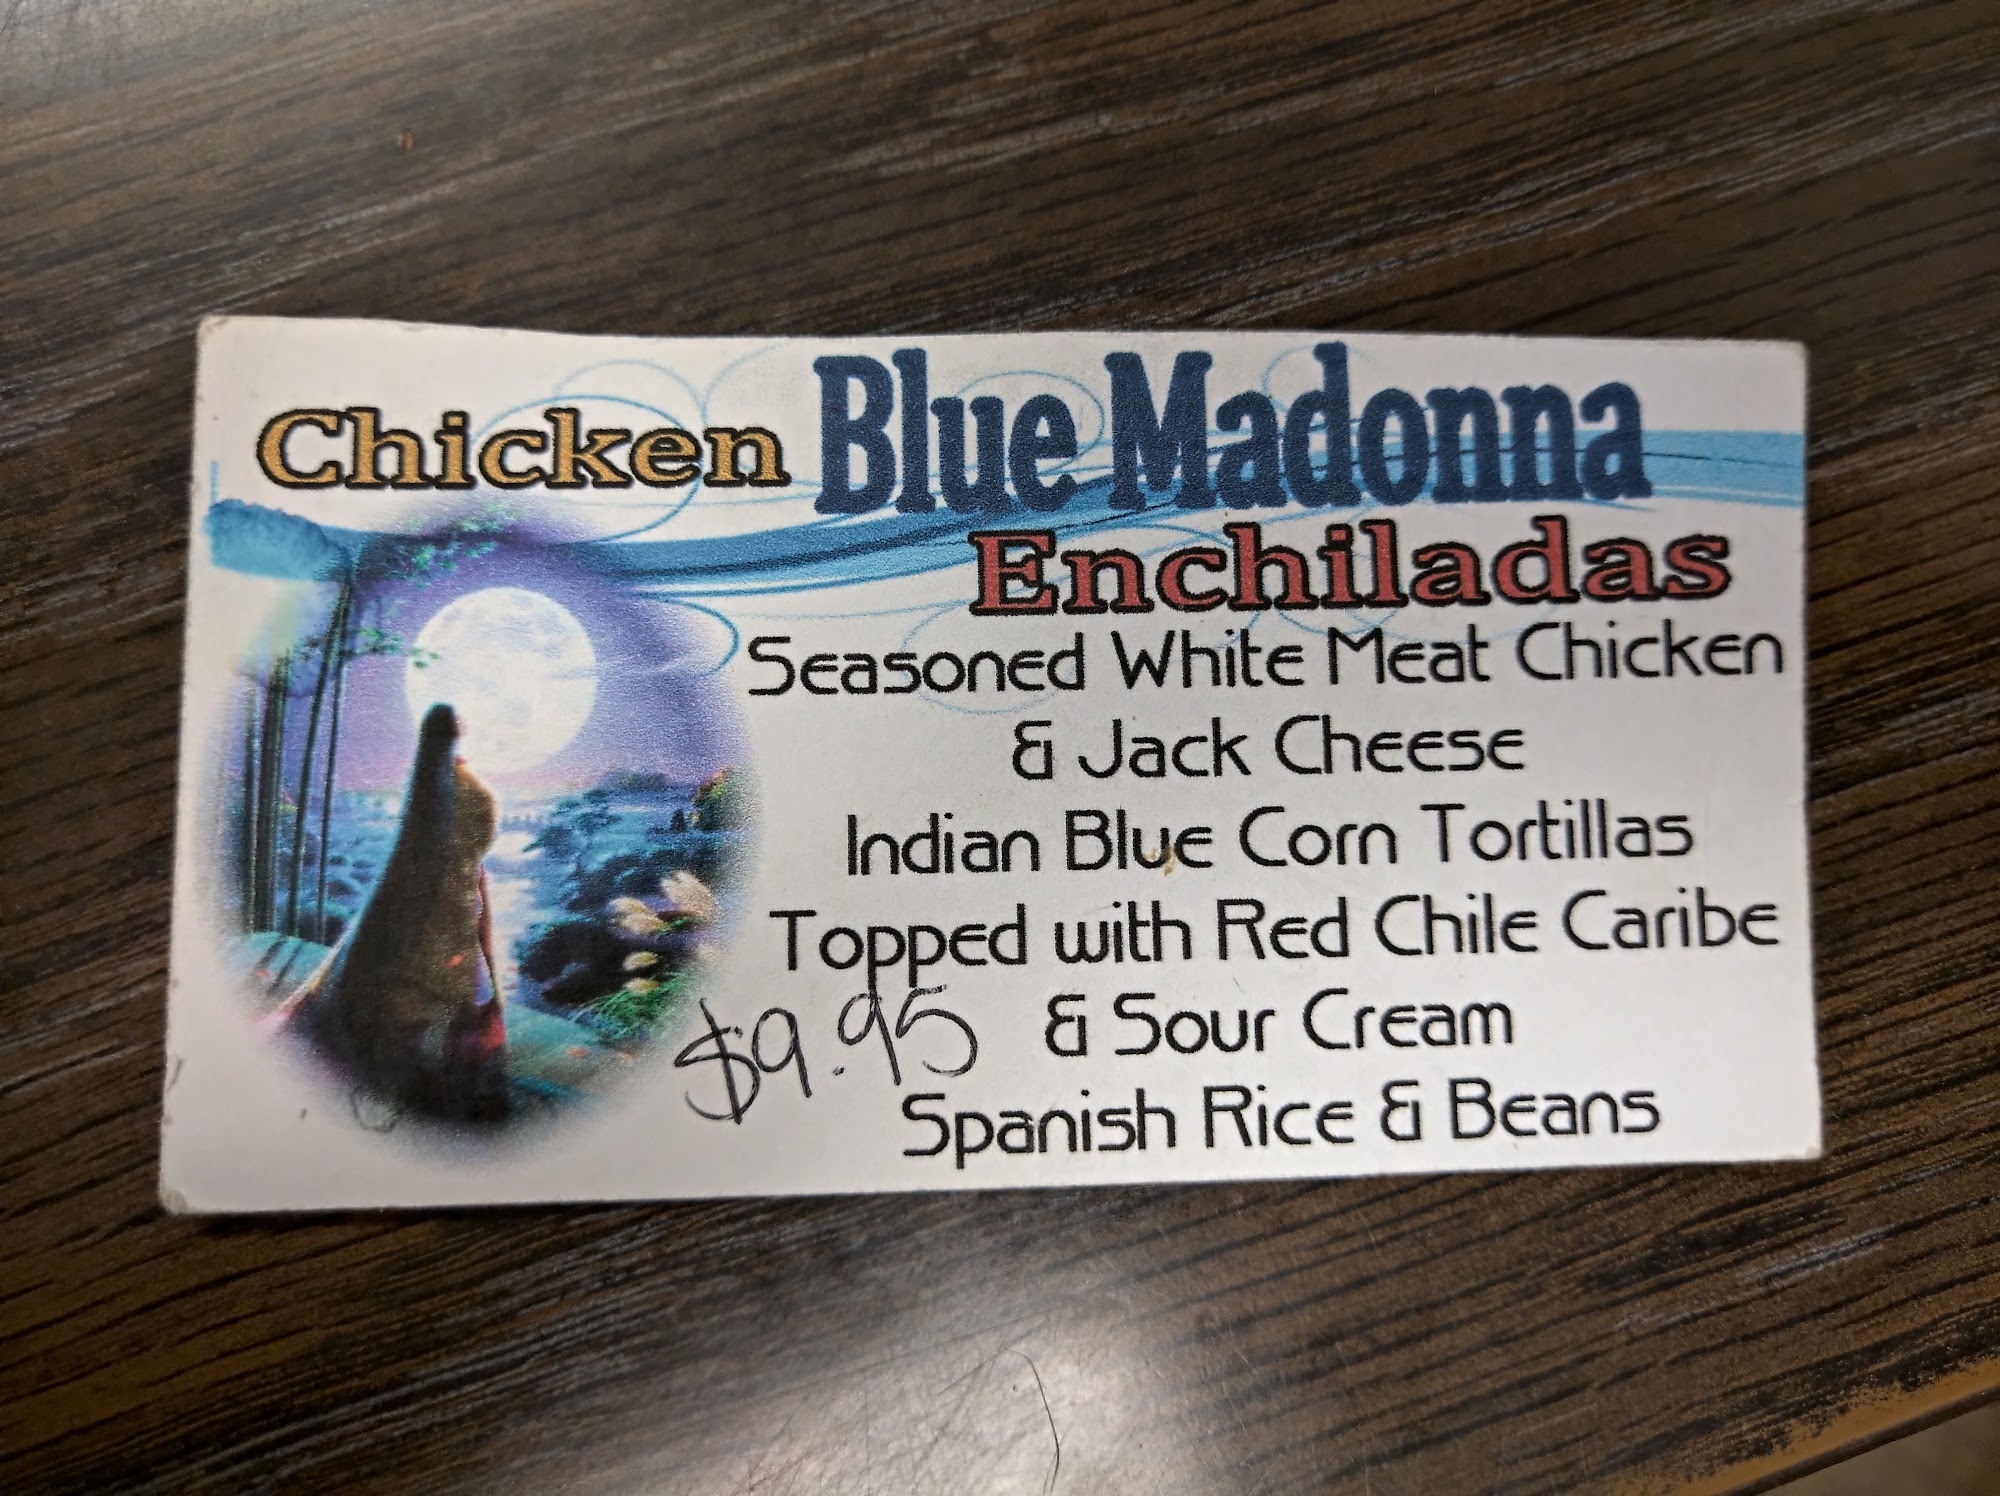 Chicken Blue Madonna
Enchiladas
Seasoned White Meat Chicken
& Jack Cheese
Indian Blue Corn Tortillas
Topped with Red Chile Caribe
$9.95 & Sour Cream
Spanish Rice & Beans